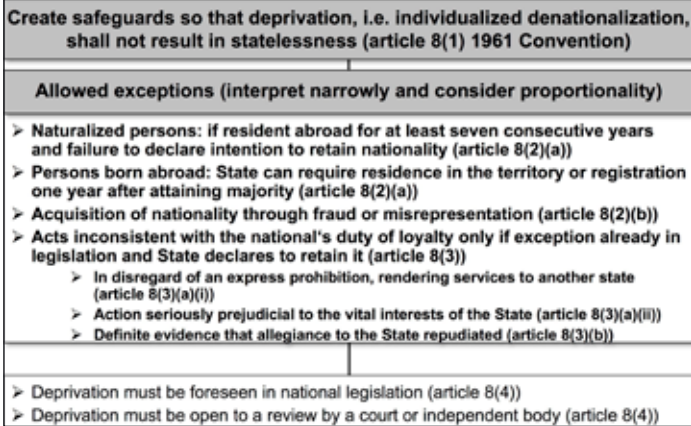 Create safeguards so that deprivation, i.e. individualized denationalization,
shall not result in statelessness (article 8(1) 1961 Convention)
Allowed exceptions (interpret narrowly and consider proportionality)
➤ Naturalized persons: if resident abroad for at least seven consecutive years
and failure to declare intention to retain nationality (article 8(2)(a))
➤ Persons born abroad: State can require residence in the territory or registration
one year after attaining majority (article 8(2)(a))
➤ Acquisition of nationality through fraud or misrepresentation (article 8(2)(b))
➤ Acts inconsistent with the national's duty of loyalty only if exception already in
legislation and State declares to retain it (article 8(3))
➤ In disregard of an express prohibition, rendering services to another state
(article 8(3)(a)(i))
➤ Action seriously prejudicial to the vital interests of the State (article 8(3)(a)(ii))
➤ Definite evidence that allegiance to the State repudiated (article 8(3)(b))
➤ Deprivation must be foreseen in national legislation (article 8(4))
➤ Deprivation must be open to a review by a court or independent body (article 8(4))